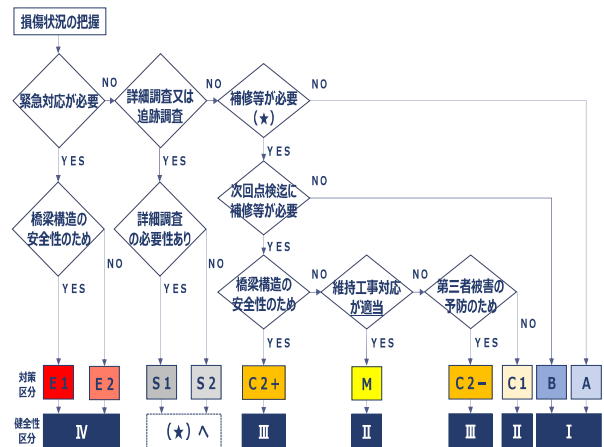 損傷状況の把握
緊急対応が必要
NO
詳細調査又は
追跡調査
NO
補修等が必要
(★)
NO
YES
YES
YES
橋梁構造の
安全性のため
NO
YES
詳細調査
の必要性あり
NO
YES
次回点検迄に
補修等が必要
NO
YES
橋梁構造の
安全性のため
NO
YES
維持工事対応
が適当
NO
YES
第三者被害の
予防のため
NO
YES
対策
区分
E1
E2
S1
S2
C2+
M
C2-
C1
B
A
健全性
区分
Ⅳ
(★)へ
Ⅲ
Ⅱ
Ⅲ
Ⅱ
Ⅰ